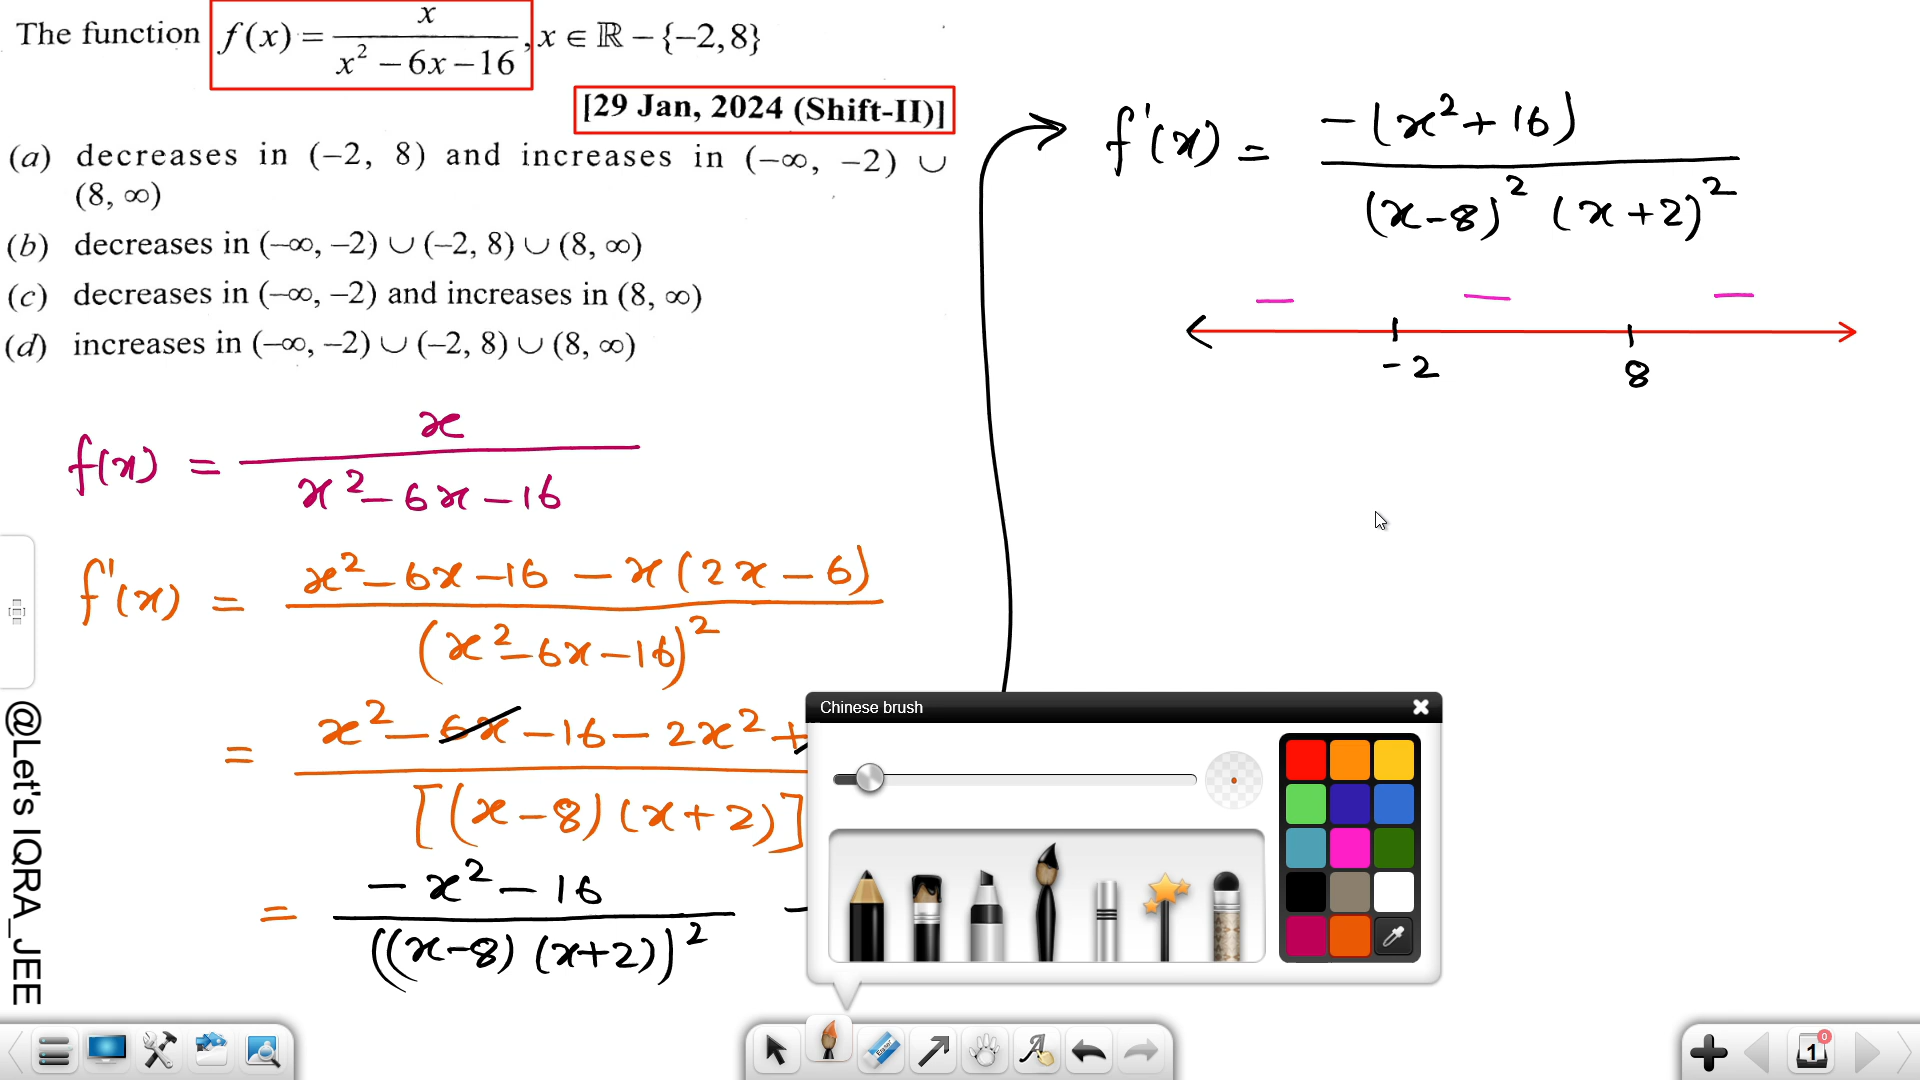 The function f(x) = x / (x² − 6x − 16), x ∈ ℝ − {−2, 8}
[29 Jan, 2024 (Shift-II)]
(a) decreases in (−2, 8) and increases in (−∞, −2) ∪
(8, ∞)
(b) decreases in (−∞, −2) ∪ (−2, 8) ∪ (8, ∞)
(c) decreases in (−∞, −2) and increases in (8, ∞)
(d) increases in (−∞, −2) ∪ (−2, 8) ∪ (8, ∞)
f(x) = x / (x² − 6x − 16)
f'(x) = (x² − 6x − 16 − x(2x − 6)) / (x² − 6x − 16)²
= (x² − 6x − 16 − 2x² +) / [(x − 8)(x + 2)]
= (−x² − 16) / ((x−8)(x+2))²
f'(x) = −(x² + 16) / (x−8)² (x+2)²
− − −
−2 8
@Let's IQRA_JEE
Chinese brush
Eraser
A
1
0